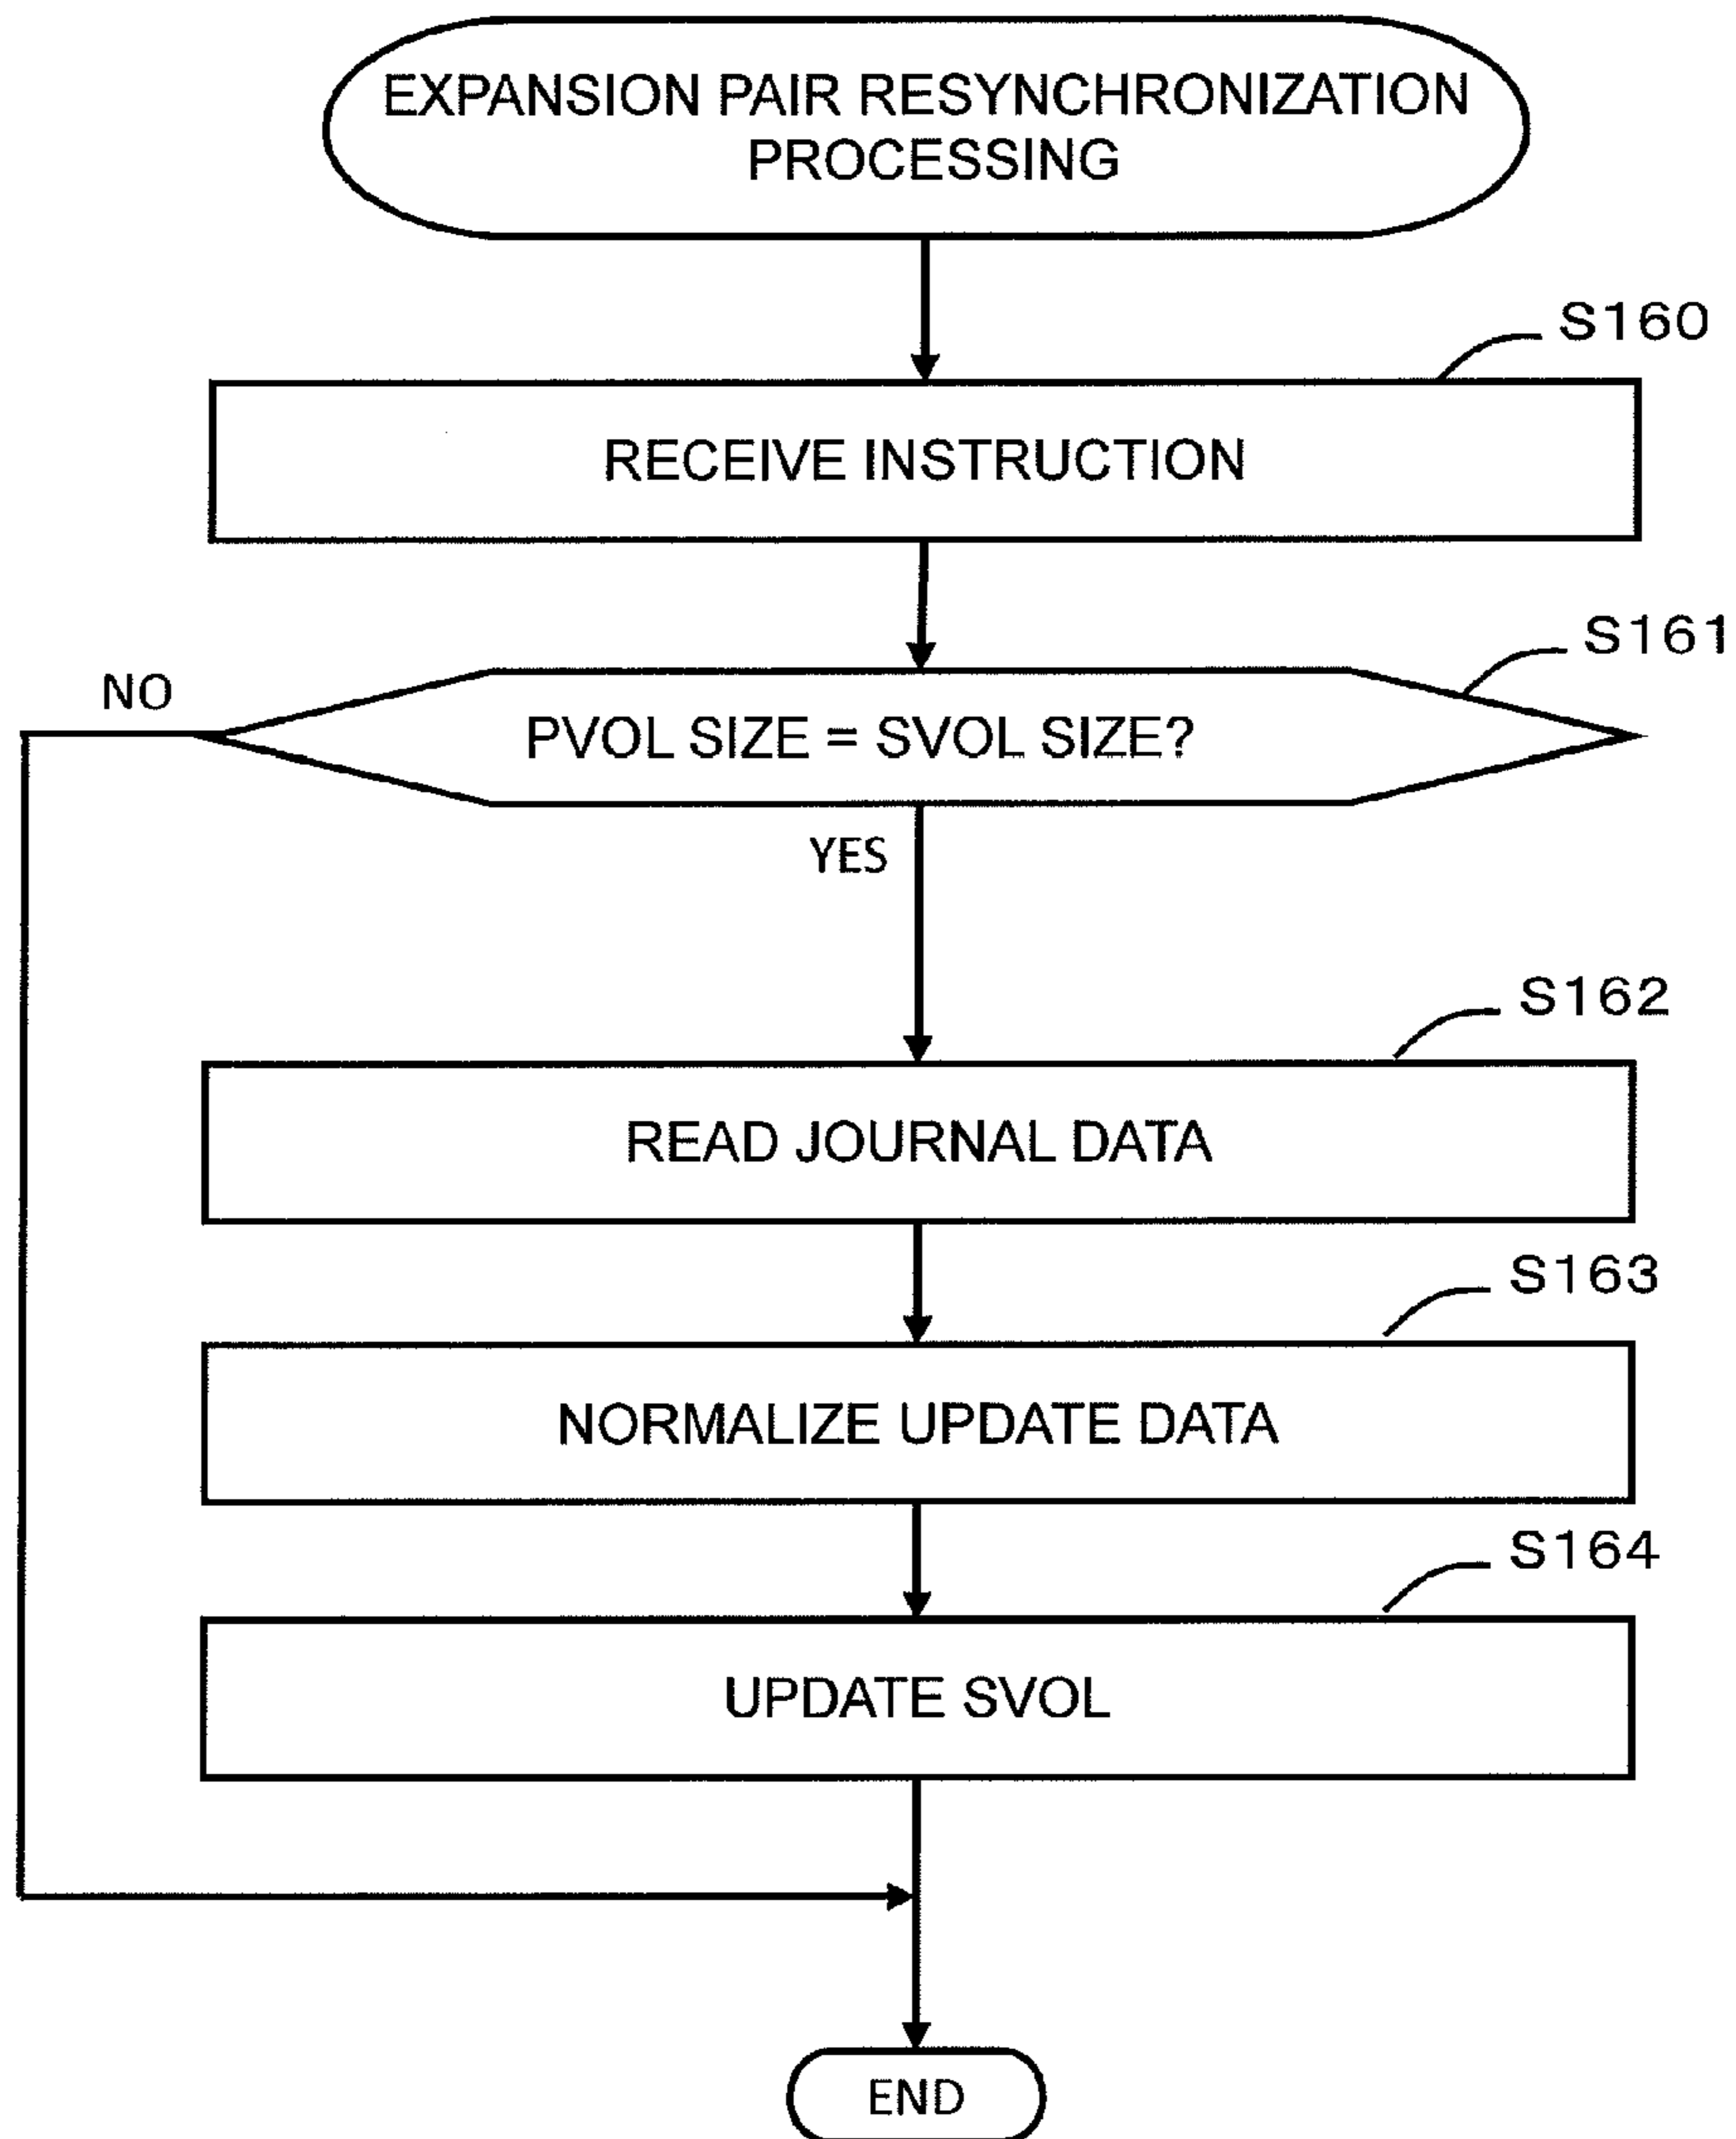 EXPANSION PAIR RESYNCHRONIZATION
PROCESSING
S160
RECEIVE INSTRUCTION
S161
NO
PVOL SIZE = SVOL SIZE?
YES
S162
READ JOURNAL DATA
S163
NORMALIZE UPDATE DATA
S164
UPDATE SVOL
END